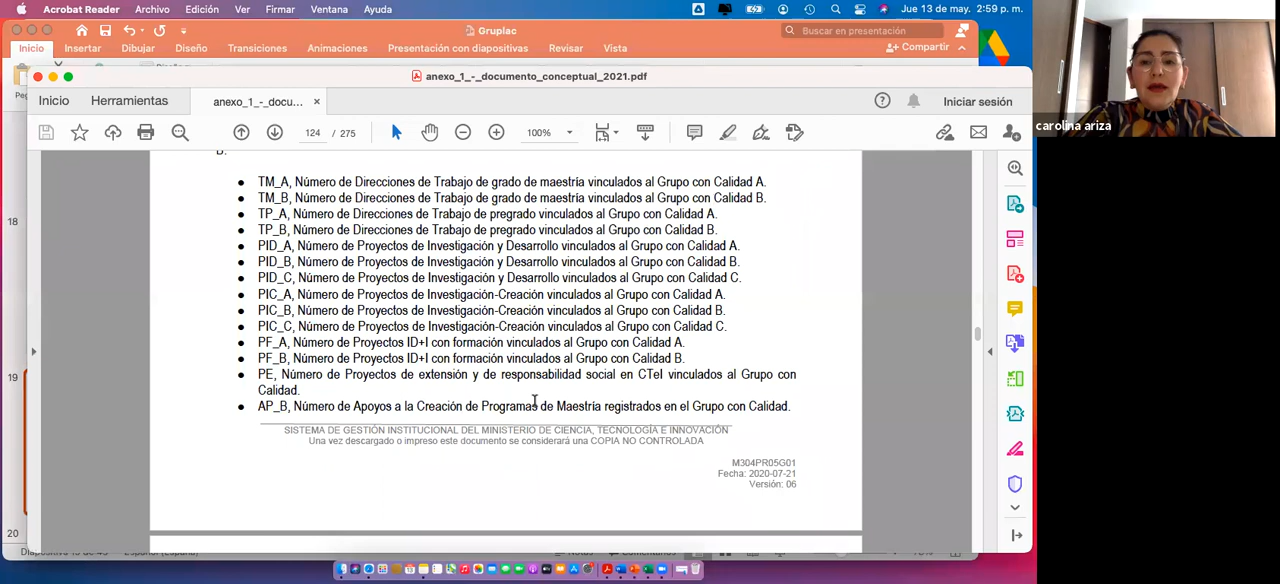 Acrobat Reader Archivo Edición Ver Firmar Ventana Ayuda Jue 13 de may. 2:59 p. m.
Gruplac
Buscar en presentación
Inicio Insertar Dibujar Diseño Transiciones Animaciones Presentación con diapositivas Revisar Vista
Compartir
anexo_1_-_documento_conceptual_2021.pdf
Inicio Herramientas anexo_1_-_docu... × Iniciar sesión
124 / 275 100%
B.
• TM_A, Número de Direcciones de Trabajo de grado de maestría vinculados al Grupo con Calidad A.
• TM_B, Número de Direcciones de Trabajo de grado de maestría vinculados al Grupo con Calidad B.
• TP_A, Número de Direcciones de Trabajo de pregrado vinculados al Grupo con Calidad A.
• TP_B, Número de Direcciones de Trabajo de pregrado vinculados al Grupo con Calidad B.
• PID_A, Número de Proyectos de Investigación y Desarrollo vinculados al Grupo con Calidad A.
• PID_B, Número de Proyectos de Investigación y Desarrollo vinculados al Grupo con Calidad B.
• PID_C, Número de Proyectos de Investigación y Desarrollo vinculados al Grupo con Calidad C.
• PIC_A, Número de Proyectos de Investigación-Creación vinculados al Grupo con Calidad A.
• PIC_B, Número de Proyectos de Investigación-Creación vinculados al Grupo con Calidad B.
• PIC_C, Número de Proyectos de Investigación-Creación vinculados al Grupo con Calidad C.
• PF_A, Número de Proyectos ID+I con formación vinculados al Grupo con Calidad A.
• PF_B, Número de Proyectos ID+I con formación vinculados al Grupo con Calidad B.
• PE, Número de Proyectos de extensión y de responsabilidad social en CTeI vinculados al Grupo con
Calidad.
• AP_B, Número de Apoyos a la Creación de Programas de Maestría registrados en el Grupo con Calidad.
SISTEMA DE GESTIÓN INSTITUCIONAL DEL MINISTERIO DE CIENCIA, TECNOLOGÍA E INNOVACIÓN
Una vez descargado o impreso este documento se considerará una COPIA NO CONTROLADA
M304PR05G01
Fecha: 2020-07-21
Versión: 06
18
19
20
carolina ariza